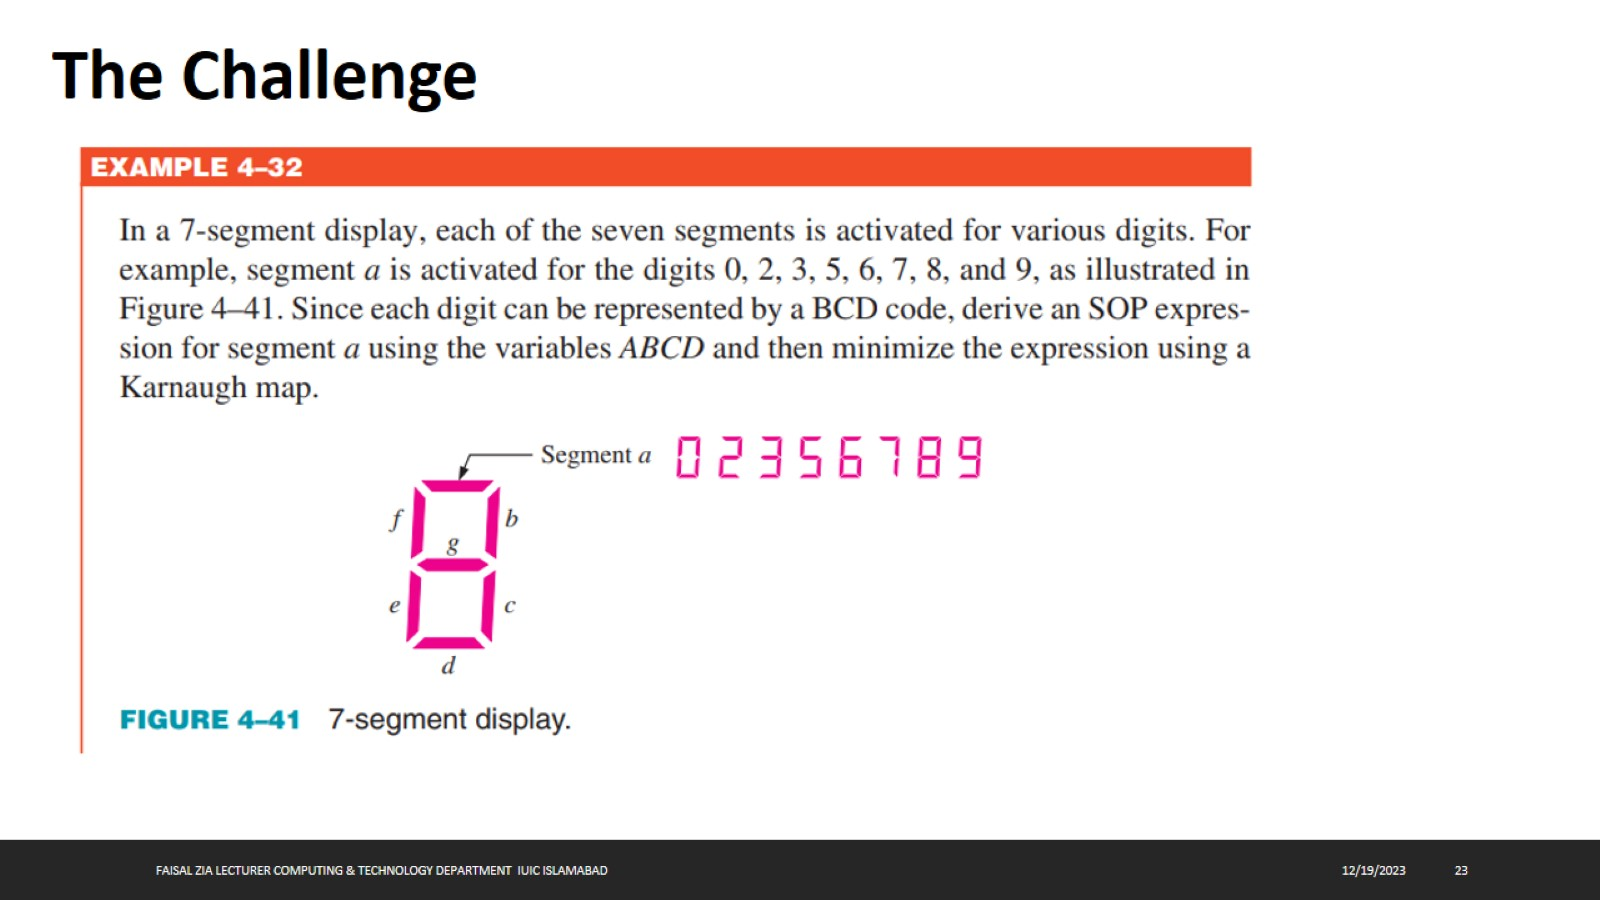 The Challenge
EXAMPLE 4–32
In a 7-segment display, each of the seven segments is activated for various digits. For
example, segment a is activated for the digits 0, 2, 3, 5, 6, 7, 8, and 9, as illustrated in
Figure 4–41. Since each digit can be represented by a BCD code, derive an SOP expres-
sion for segment a using the variables ABCD and then minimize the expression using a
Karnaugh map.
Segment a 0 2 3 5 6 7 8 9
f b
g
e c
d
FIGURE 4–41 7-segment display.
FAISAL ZIA LECTURER COMPUTING & TECHNOLOGY DEPARTMENT IUIC ISLAMABAD 12/19/2023 23